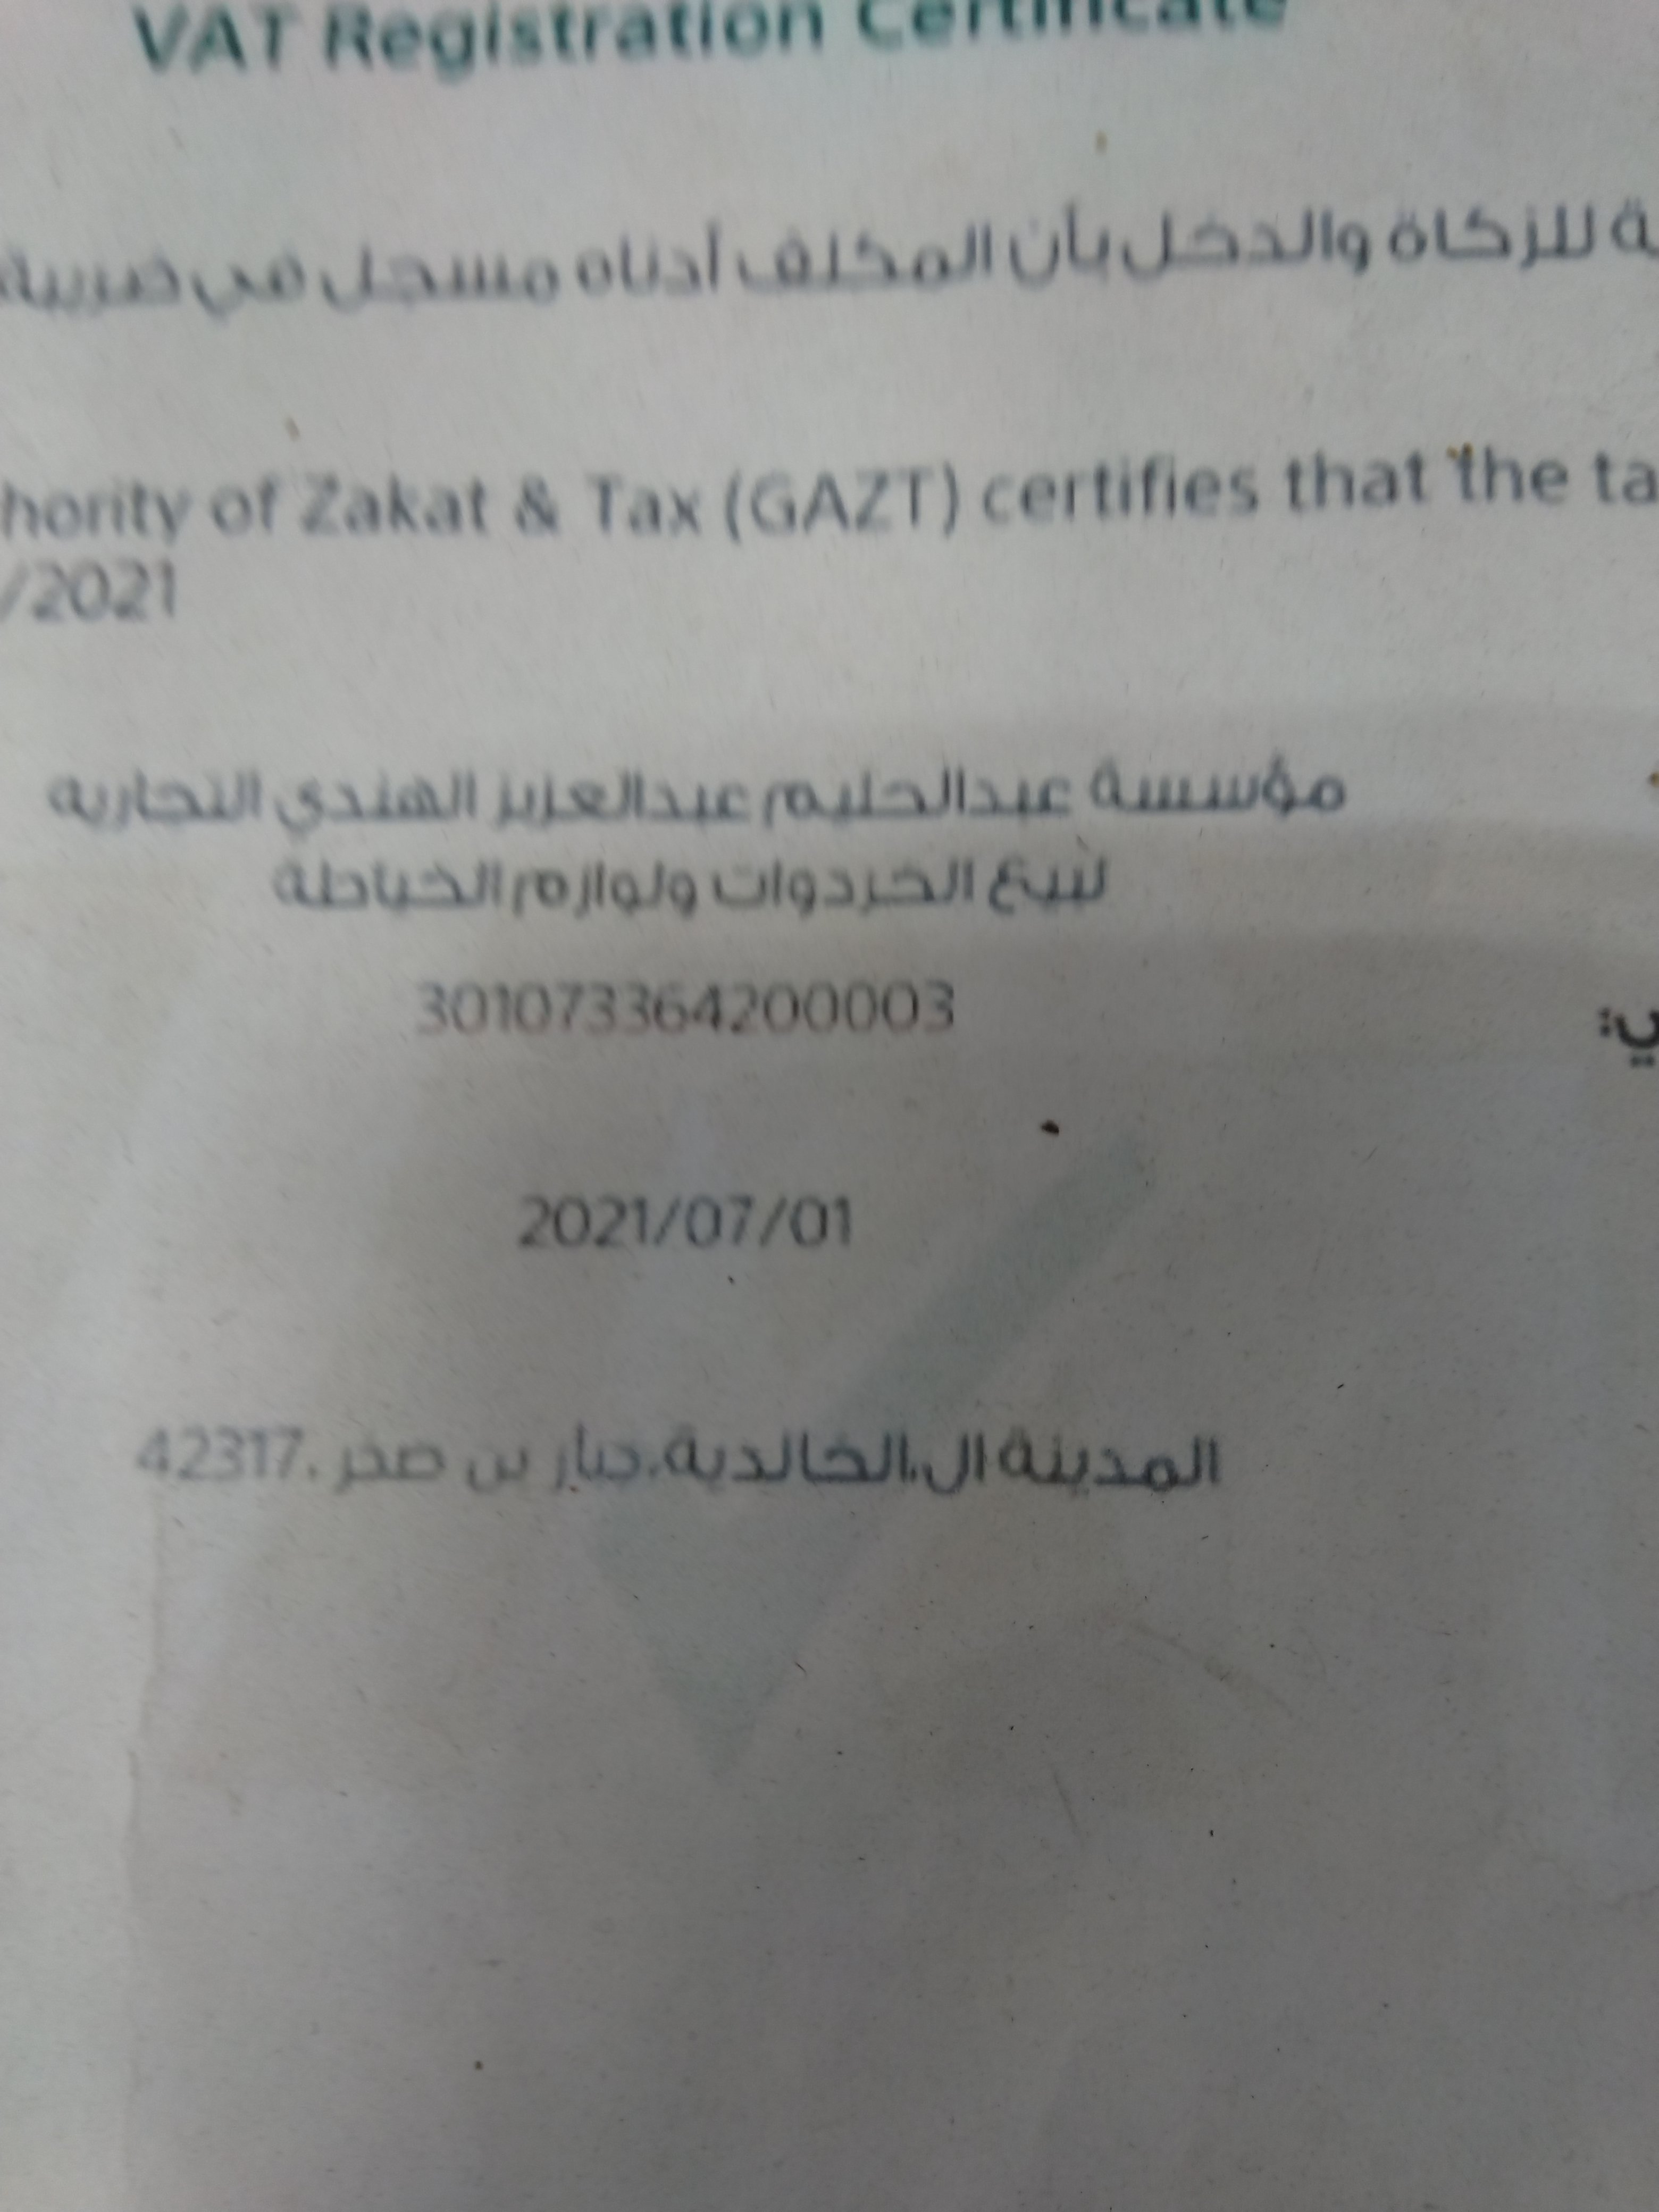 VAT Registration Certificate
ة للزكاة والدخل بأن المكلف أدناه مسجل في ضريبة
hority of Zakat & Tax (GAZT) certifies that the ta
/2021
مؤسسة عبدالحليم عبدالعزيز الهندي التجاريه
لبيع الخردوات ولوازم الخياطة
301073364200003
ي:
2021/07/01
المدينة ال،الخالدية،جبار بن صخر ،42317